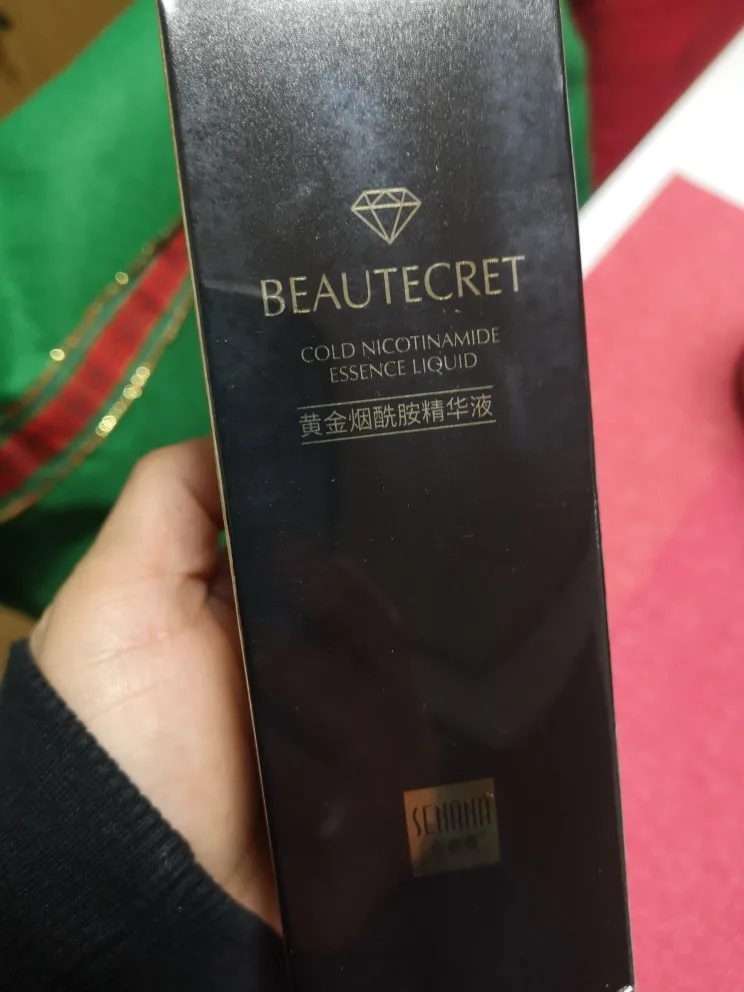 BEAUTECRET
COLD NICOTINAMIDE
ESSENCE LIQUID
黄金烟酰胺精华液
SENANA